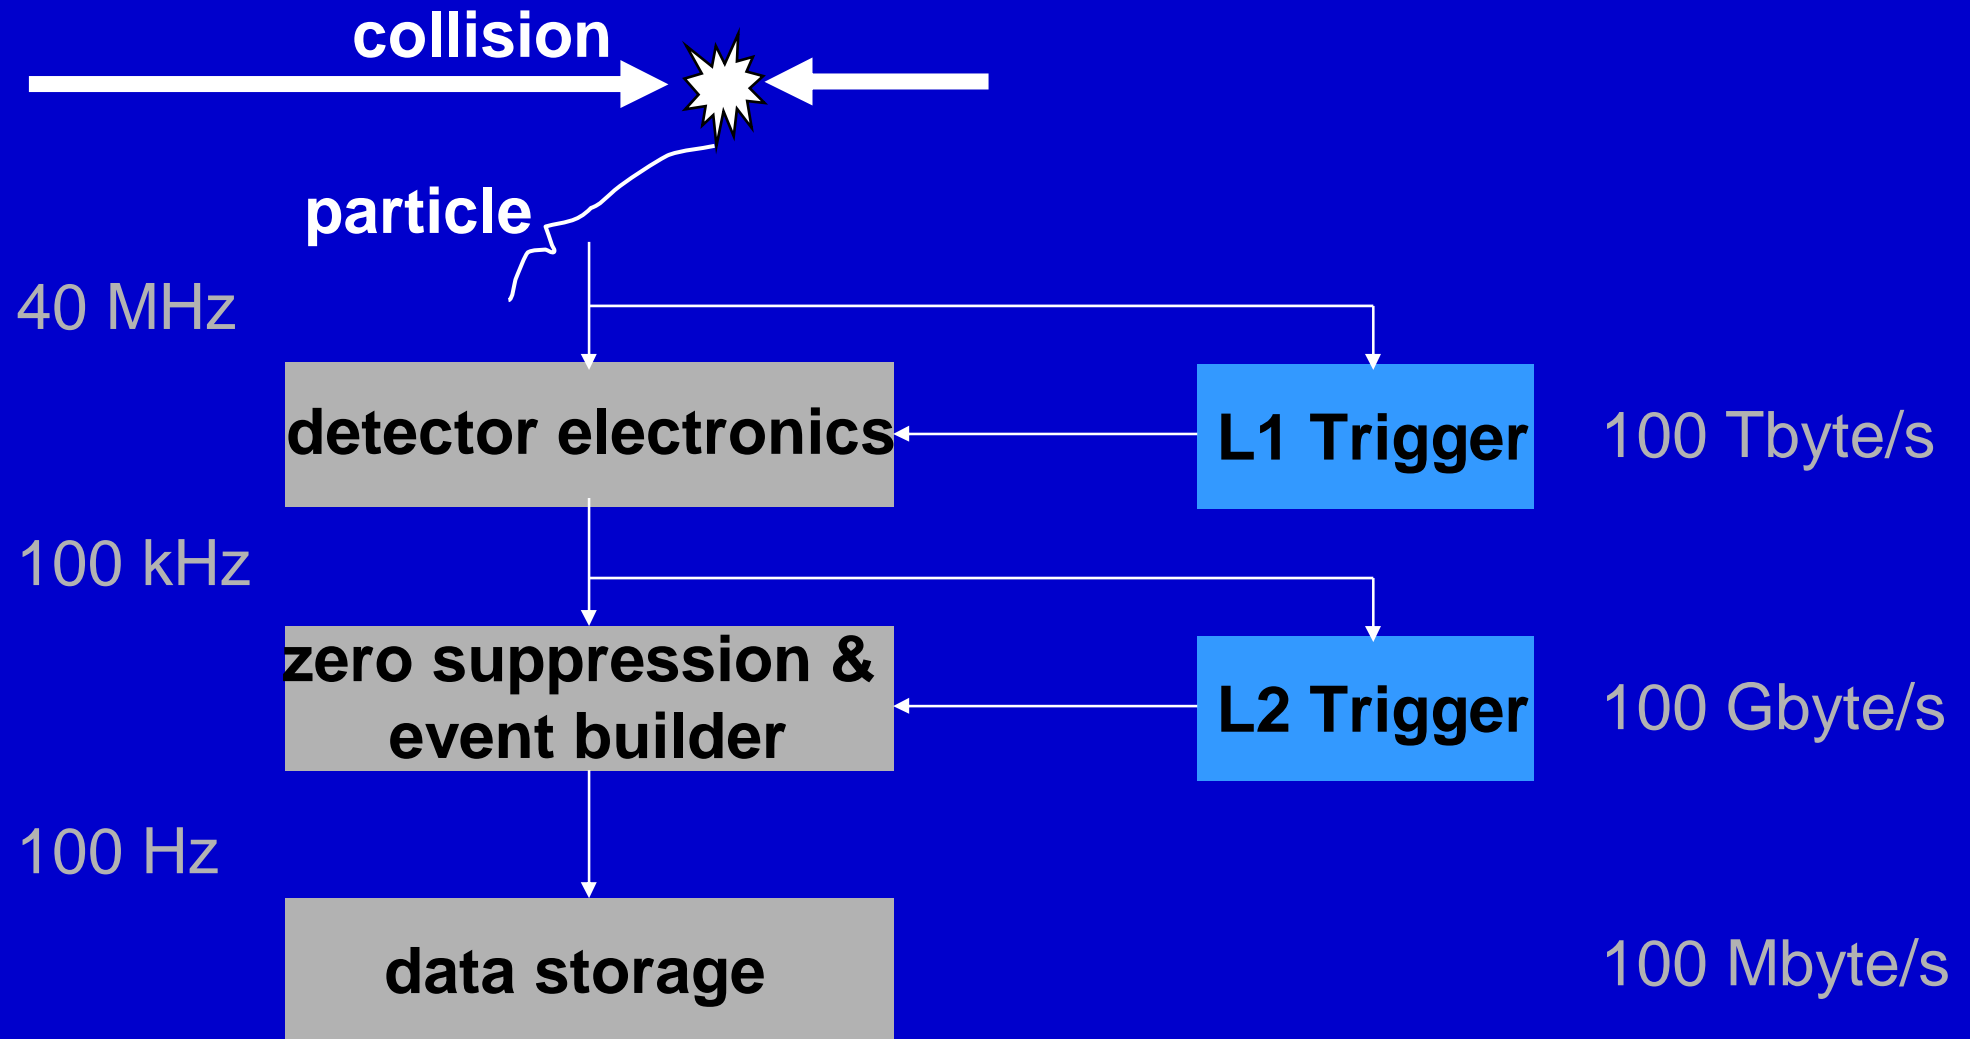 collision
particle
40 MHz
detector electronics
L1 Trigger
100 Tbyte/s
100 kHz
zero suppression &
event builder
L2 Trigger
100 Gbyte/s
100 Hz
data storage
100 Mbyte/s